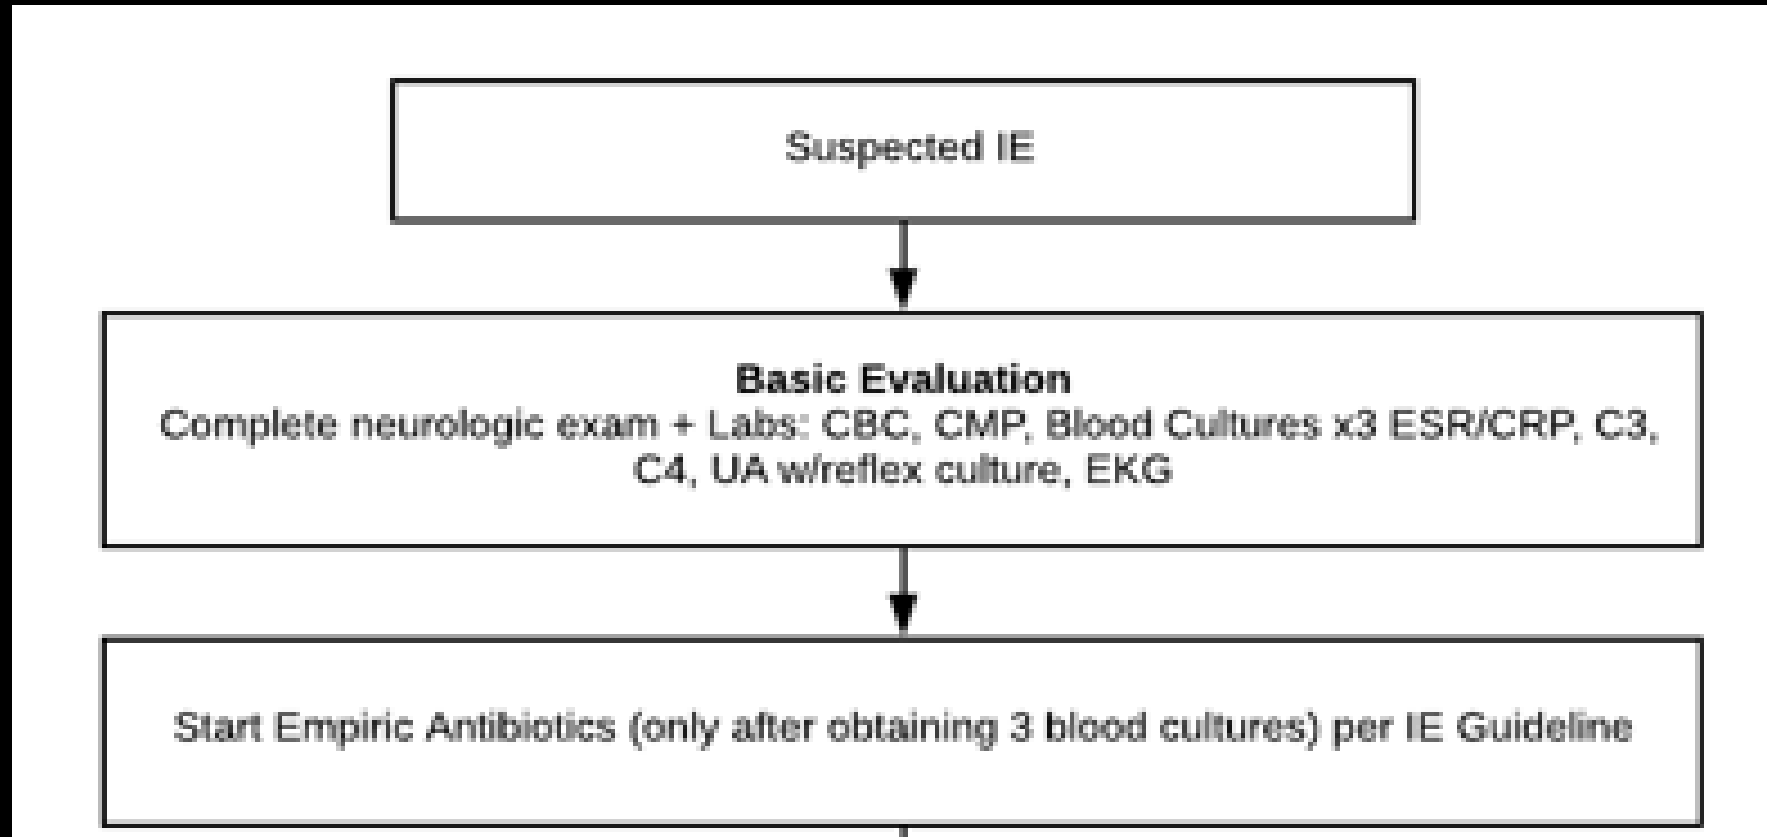 Suspected IE
Basic Evaluation
Complete neurologic exam + Labs: CBC, CMP, Blood Cultures x3 ESR/CRP, C3,
C4, UA w/reflex culture, EKG
Start Empiric Antibiotics (only after obtaining 3 blood cultures) per IE Guideline